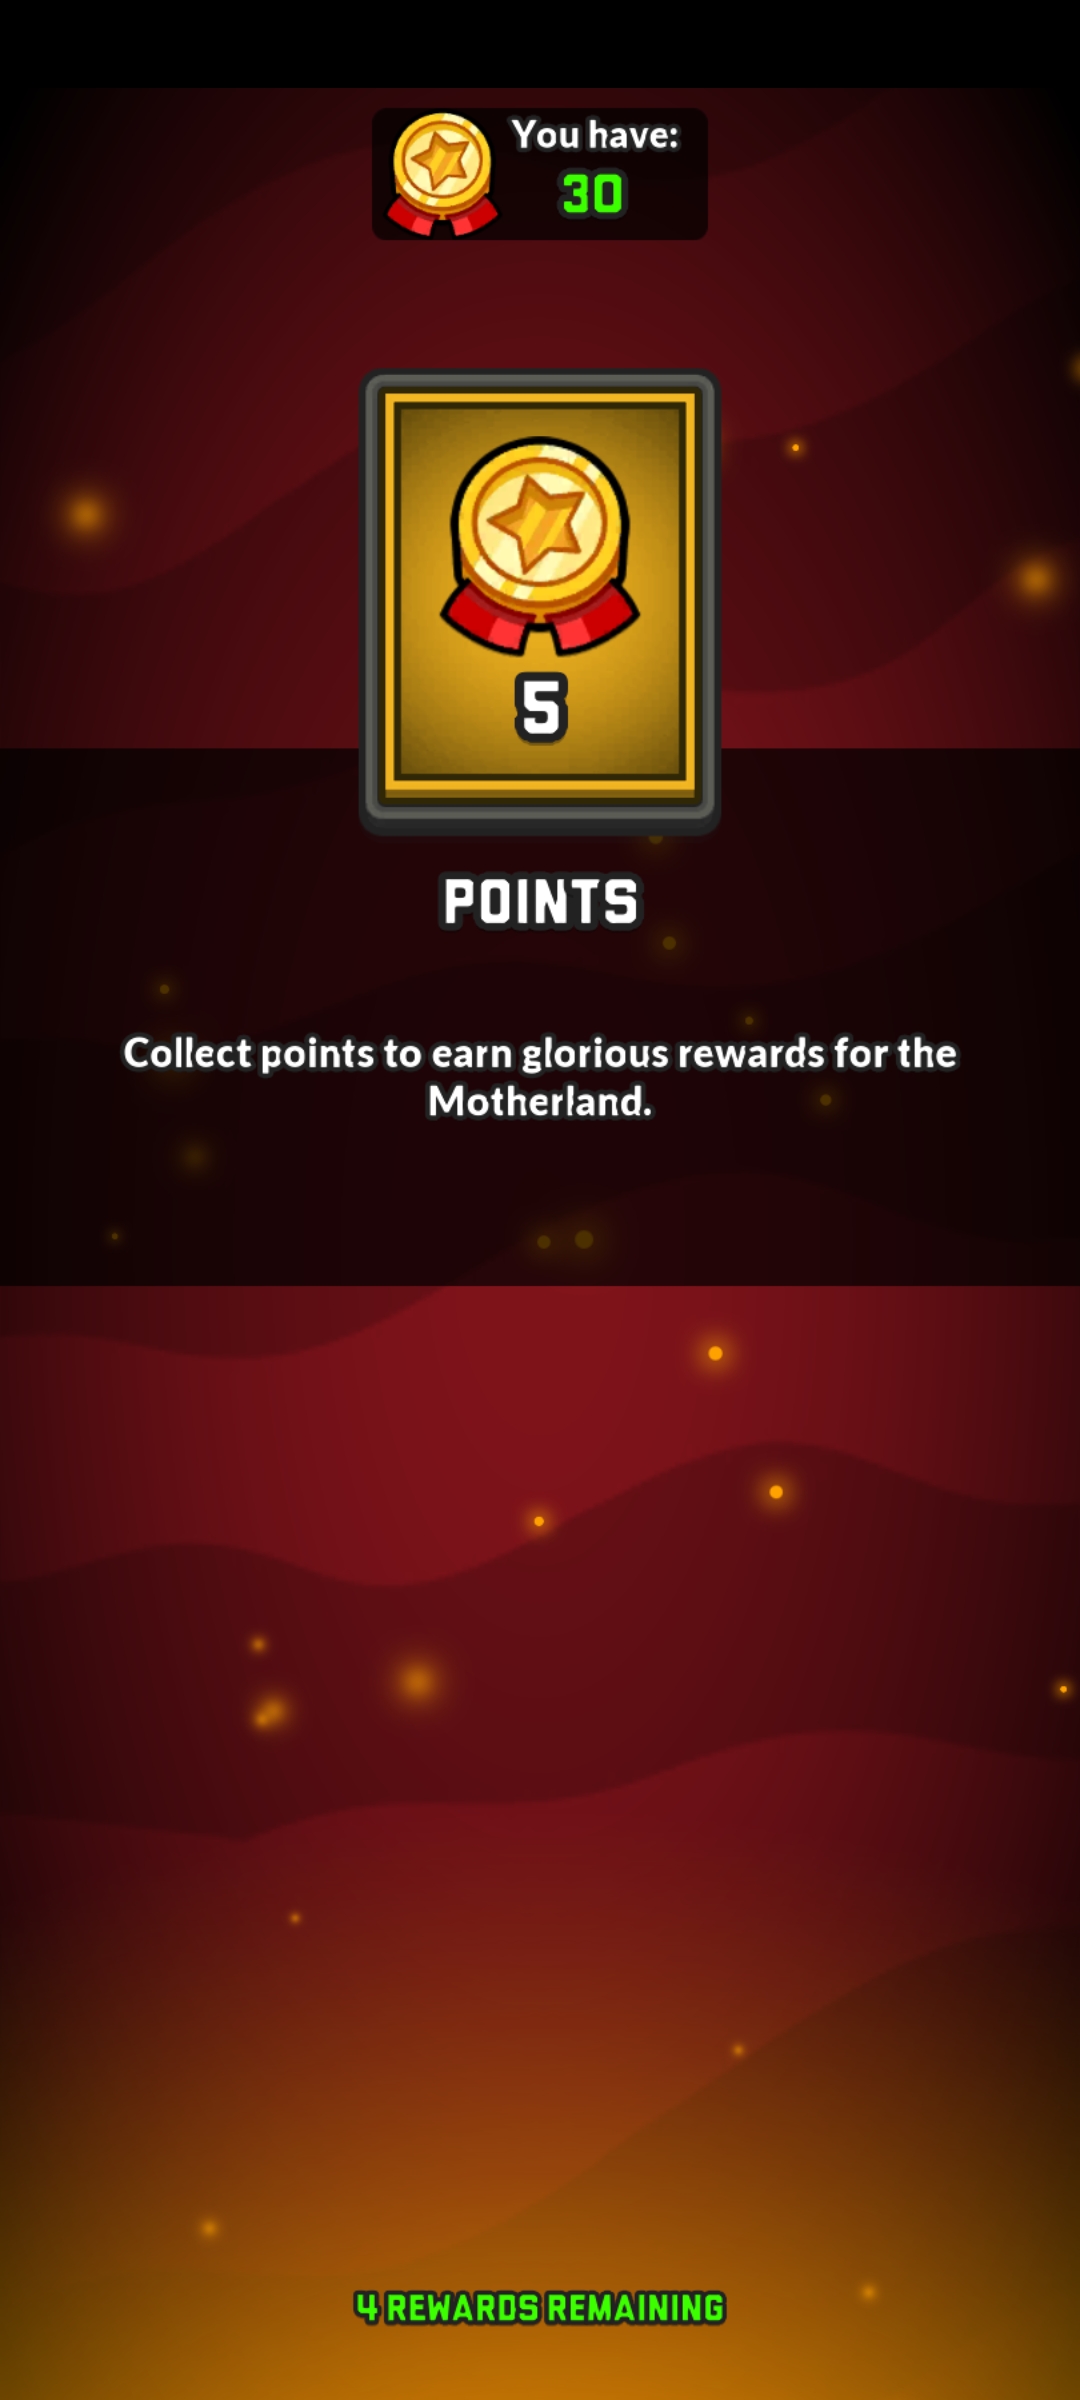 You have:
30
5
POINTS
Collect points to earn glorious rewards for the
Motherland.
4 REWARDS REMAINING